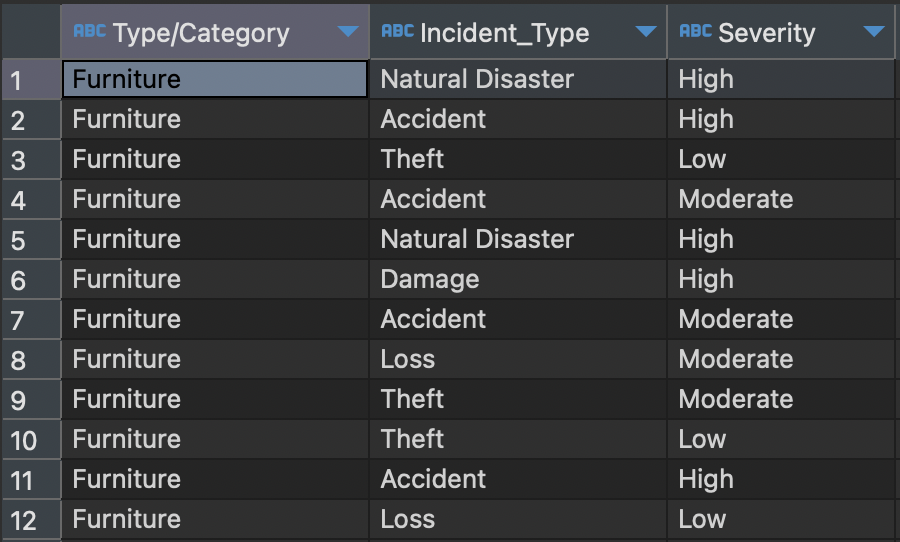 ABC Type/Category ABC Incident_Type ABC Severity
1 Furniture Natural Disaster High
2 Furniture Accident High
3 Furniture Theft Low
4 Furniture Accident Moderate
5 Furniture Natural Disaster High
6 Furniture Damage High
7 Furniture Accident Moderate
8 Furniture Loss Moderate
9 Furniture Theft Moderate
10 Furniture Theft Low
11 Furniture Accident High
12 Furniture Loss Low